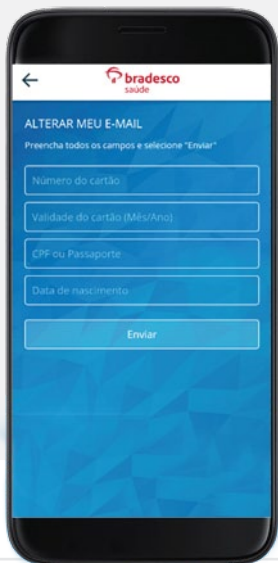 bradesco
saúde
ALTERAR MEU E-MAIL
Preencha todos os campos e selecione "Enviar"
Número do cartão
Validade do cartão (Mês/Ano)
CPF ou Passaporte
Data de nascimento
Enviar